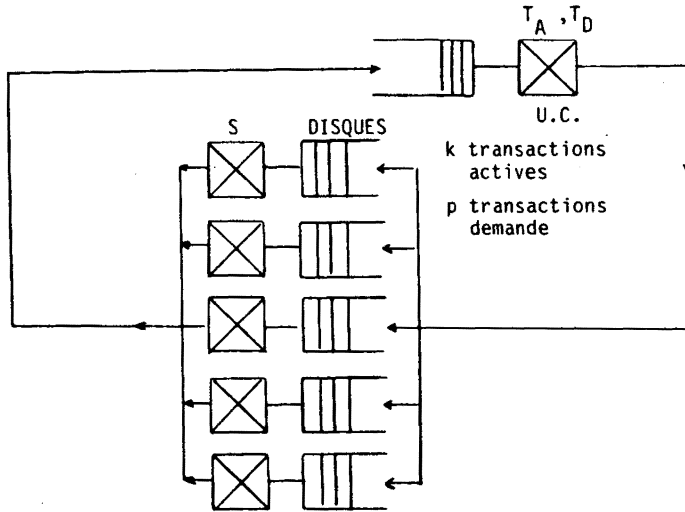 T_A , T_D
U.C.
S DISQUES
k transactions
actives
p transactions
demande